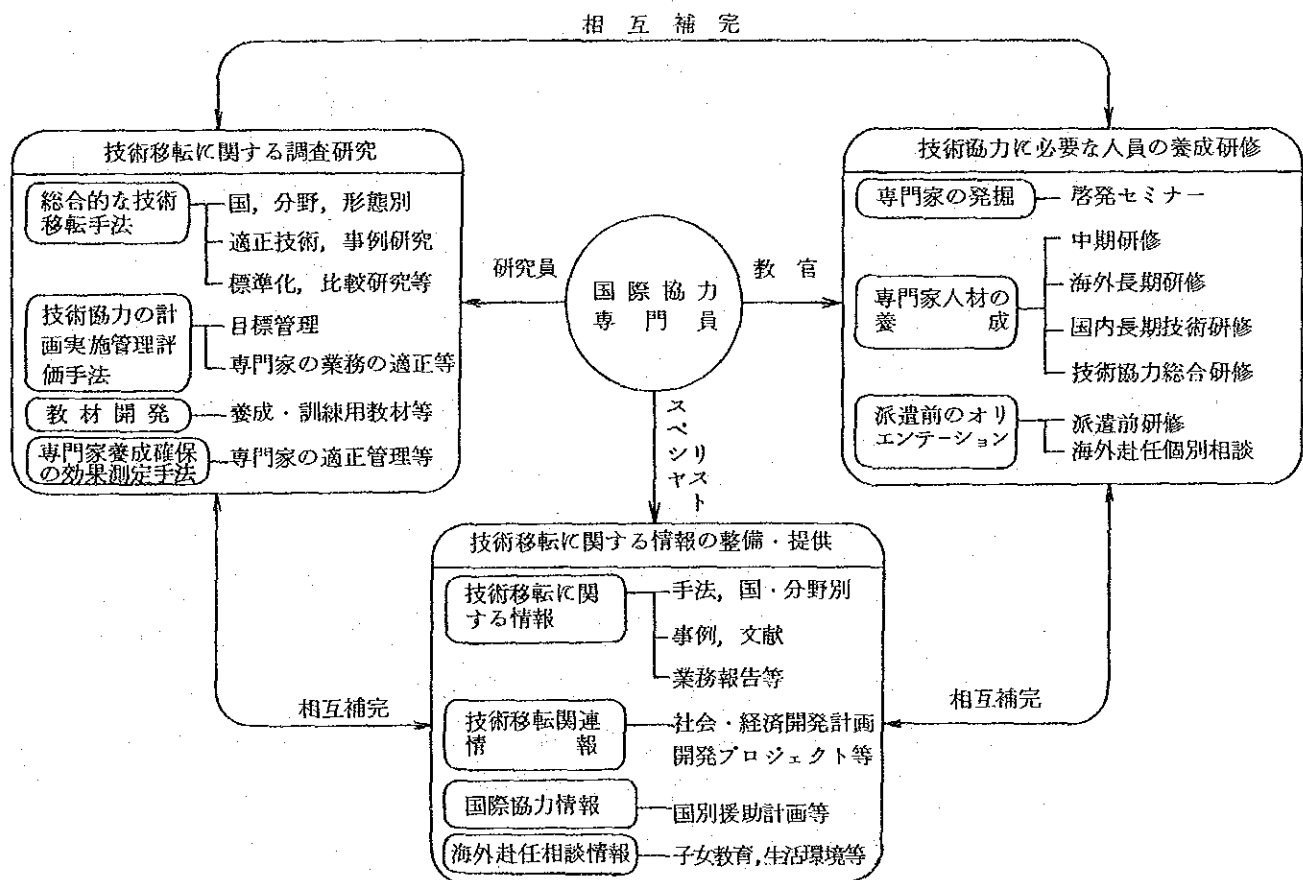 相互補完
技術移転に関する調査研究
総合的な技術
移転手法
国,分野,形態別
適正技術,事例研究
標準化,比較研究等
技術協力の計
画実施管理評
価手法
目標管理
専門家の業務の適正等
教材開発
養成・訓練用教材等
専門家養成確保
の効果測定手法
専門家の適正管理等
研究員
国際協力
専門員
教官
スペシャリスト
技術協力に必要な人員の養成研修
専門家の発掘
啓発セミナー
専門家人材の
養成
中期研修
海外長期研修
国内長期技術研修
技術協力総合研修
派遣前のオリ
エンテーション
派遣前研修
海外赴任個別相談
相互補完
相互補完
技術移転に関する情報の整備・提供
技術移転に関
する情報
手法,国・分野別
事例,文献
業務報告等
技術移転関連
情報
社会・経済開発計画
開発プロジェクト等
国際協力情報
国別援助計画等
海外赴任相談情報
子女教育,生活環境等